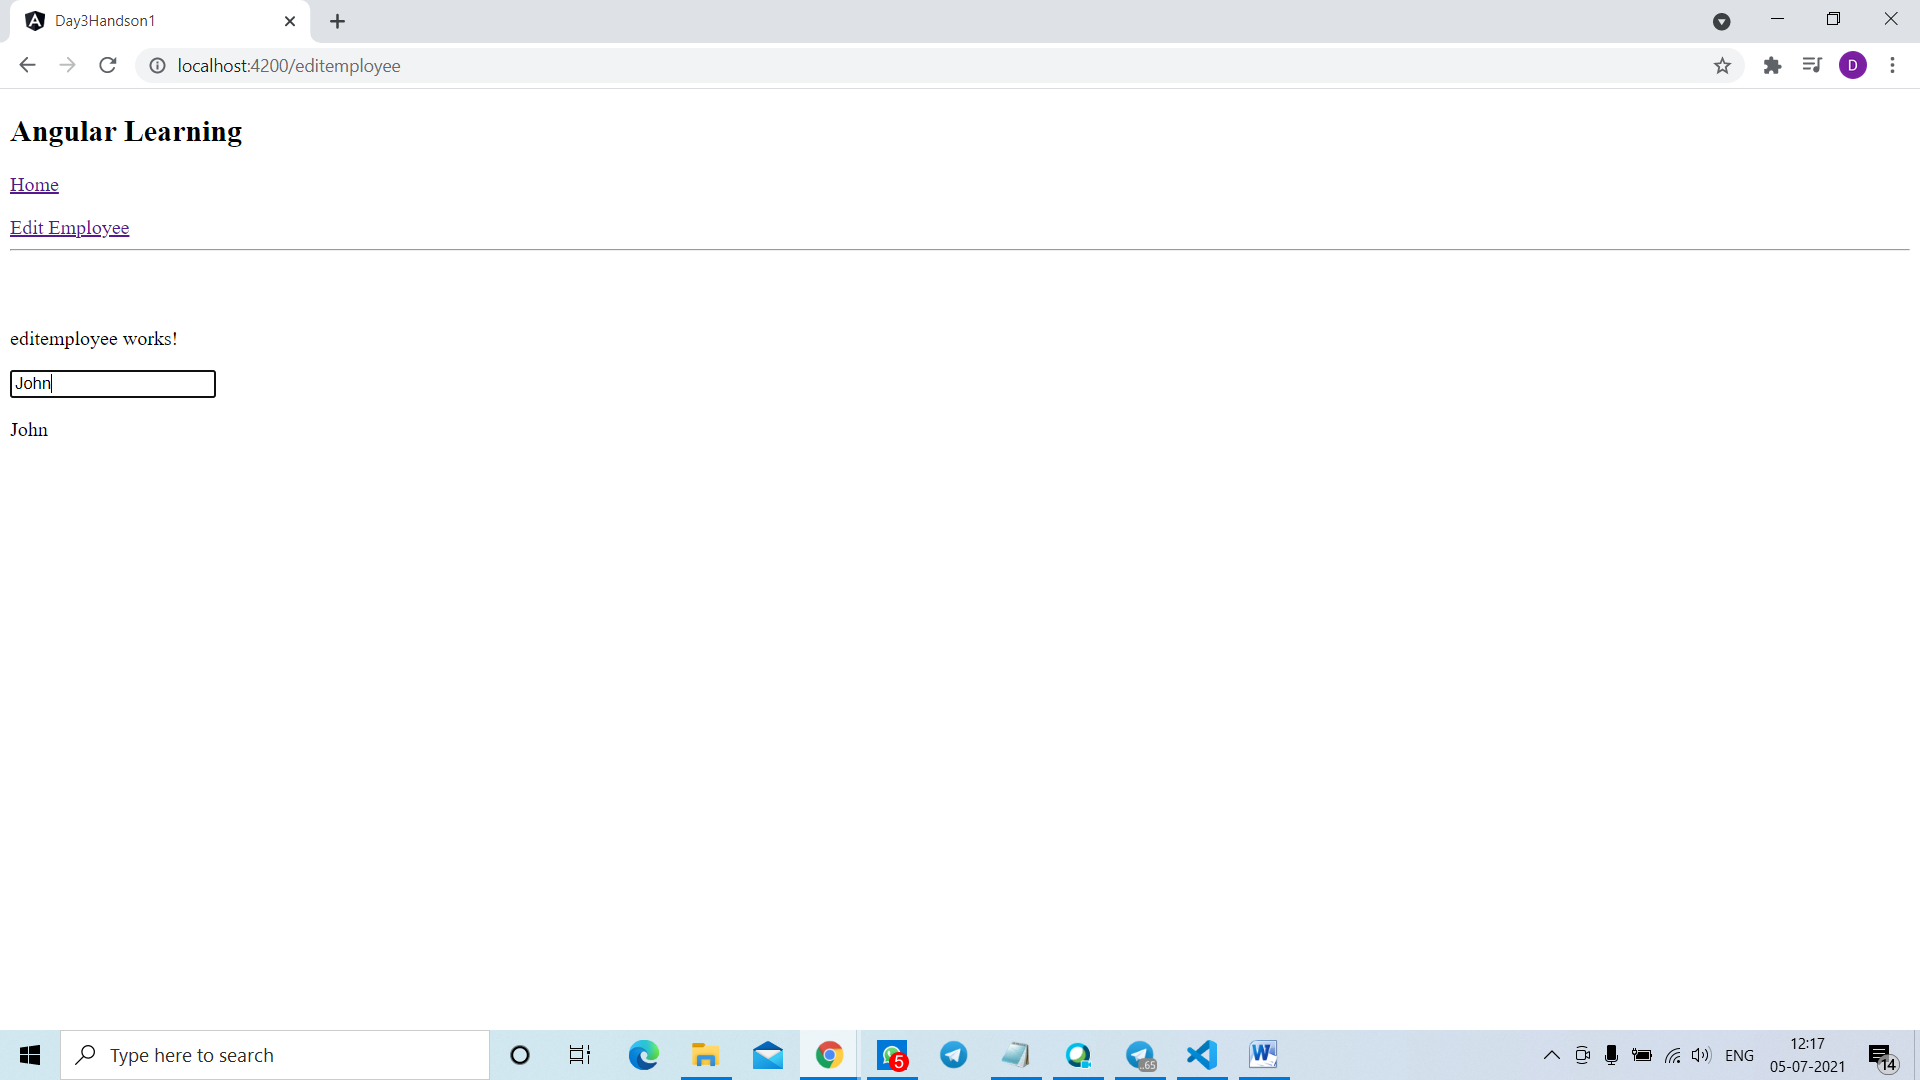 Day3Handson1
localhost:4200/editemployee
D
Angular Learning
Home
Edit Employee
editemployee works!
John
John
Type here to search
5
.65
W
ENG
12:17
05-07-2021
14